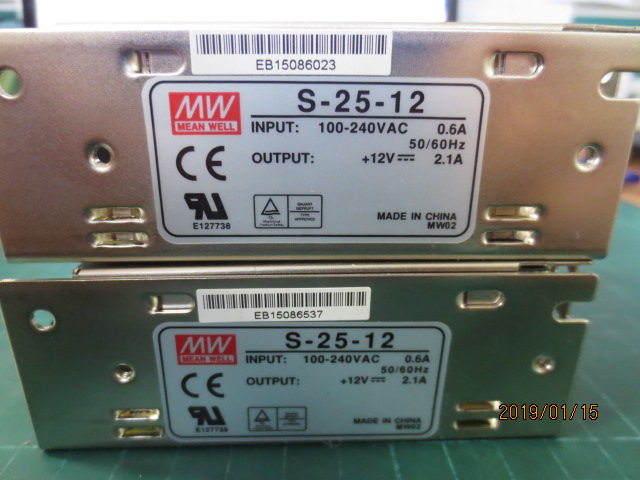 EB15086023
MW
MEAN WELL
S-25-12
INPUT: 100-240VAC 0.6A
50/60Hz
OUTPUT: +12V 2.1A
CE
E127738
TYPE
APPROVED
MADE IN CHINA
MW02
EB15086537
MW
MEAN WELL
S-25-12
INPUT: 100-240VAC 0.6A
50/60Hz
OUTPUT: +12V 2.1A
CE
E127738
MADE IN CHINA
MW02
2019/01/15